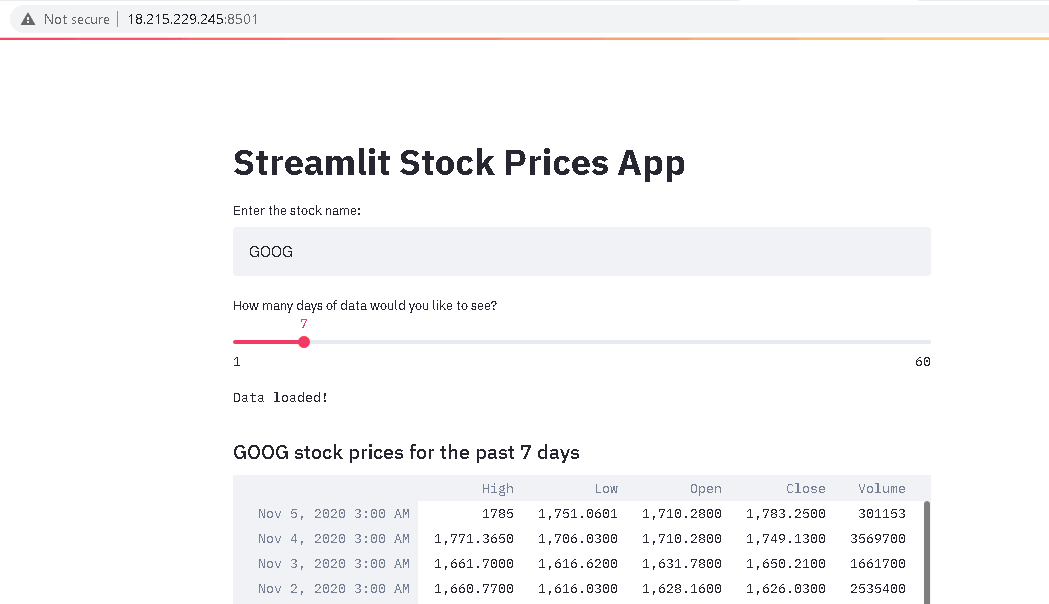 Not secure | 18.215.229.245:8501
Streamlit Stock Prices App
Enter the stock name:
GOOG
How many days of data would you like to see?
7
1 60
Data loaded!
GOOG stock prices for the past 7 days
High Low Open Close Volume
Nov 5, 2020 3:00 AM 1785 1,751.0601 1,710.2800 1,783.2500 301153
Nov 4, 2020 3:00 AM 1,771.3650 1,706.0300 1,710.2800 1,749.1300 3569700
Nov 3, 2020 3:00 AM 1,661.7000 1,616.6200 1,631.7800 1,650.2100 1661700
Nov 2, 2020 3:00 AM 1,660.7700 1,616.0300 1,628.1600 1,626.0300 2535400